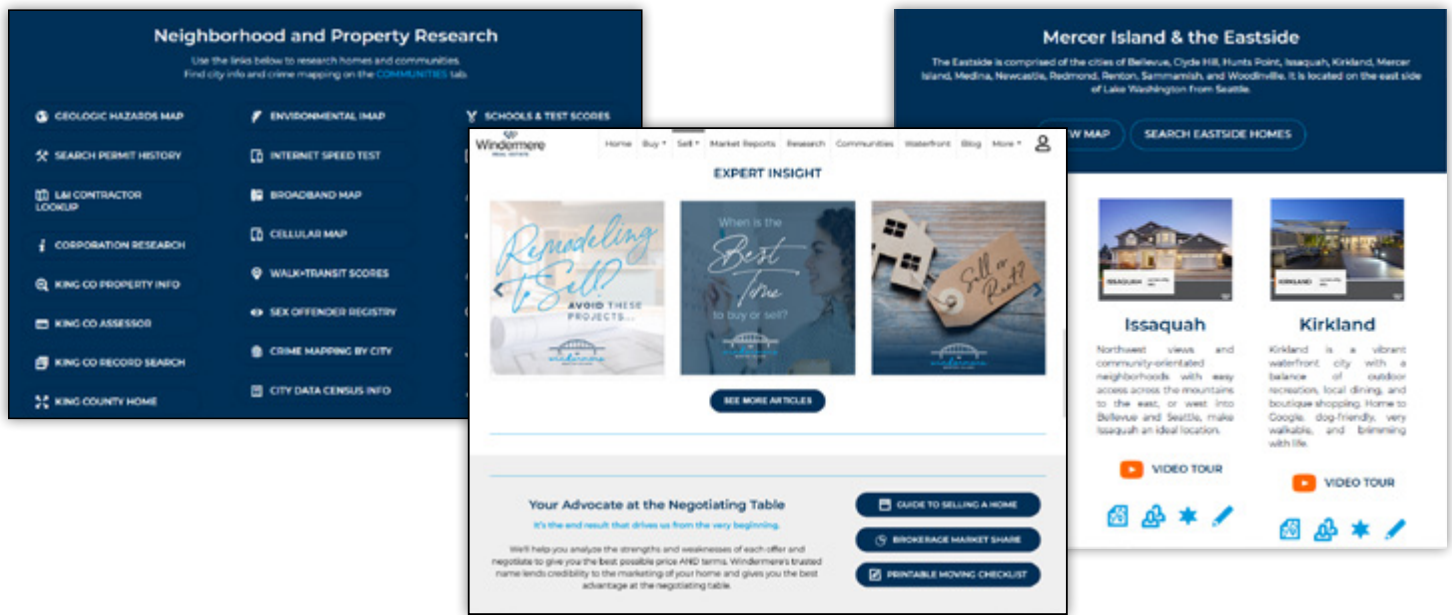 Neighborhood and Property Research
Use the links below to research homes and communities.
Find city info and crime mapping on the COMMUNITIES tab.
GEOLOGIC HAZARDS MAP
SEARCH PERMIT HISTORY
L&I CONTRACTOR
LOOKUP
CORPORATION RESEARCH
KING CO PROPERTY INFO
KING CO ASSESSOR
KING CO RECORD SEARCH
KING COUNTY HOME
ENVIRONMENTAL IMAP
INTERNET SPEED TEST
BROADBAND MAP
CELLULAR MAP
WALK+TRANSIT SCORES
SEX OFFENDER REGISTRY
CRIME MAPPING BY CITY
CITY DATA CENSUS INFO
SCHOOLS & TEST SCORES
Windermere
REAL ESTATE
Home Buy Sell Market Reports Research Communities Waterfront Blog More
EXPERT INSIGHT
Remodeling
to Sell?
AVOID THESE
PROJECTS...
windermere
When is the
Best
Time
to buy or sell?
windermere
Sell or
Rent?
windermere
SEE MORE ARTICLES
Your Advocate at the Negotiating Table
It's the end result that drives us from the very beginning.
We'll help you analyze the strengths and weaknesses of each offer and
negotiate to give you the best possible price AND terms. Windermere's trusted
name lends credibility to the marketing of your home and gives you the best
advantage at the negotiating table.
GUIDE TO SELLING A HOME
BROKERAGE MARKET SHARE
PRINTABLE MOVING CHECKLIST
Mercer Island & the Eastside
The Eastside is comprised of the cities of Bellevue, Clyde Hill, Hunts Point, Issaquah, Kirkland, Mercer
Island, Medina, Newcastle, Redmond, Renton, Sammamish, and Woodinville. It is located on the east side
of Lake Washington from Seattle.
MAP
SEARCH EASTSIDE HOMES
ISSAQUAH
Issaquah
Northwest views and
community-orientated
neighborhoods with easy
access across the mountains
to the east, or west into
Bellevue and Seattle, make
Issaquah an ideal location.
VIDEO TOUR
KIRKLAND
Kirkland
Kirkland is a vibrant
waterfront city with a
balance of outdoor
recreation, local dining, and
boutique shopping. Home to
Google, dog-friendly, very
walkable, and brimming
with life.
VIDEO TOUR